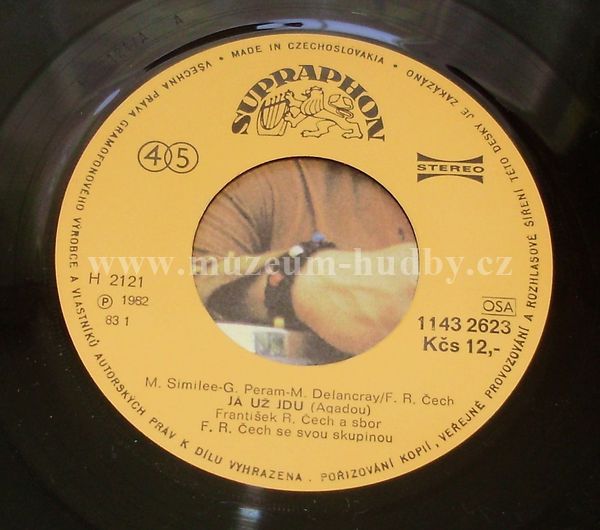 VŠECHNA PRÁVA GRAMOFONOVÉHO VÝROBCE A VLASTNÍKŮ AUTORSKÝCH PRÁV K DÍLU VYHRAZENA. POŘIZOVÁNÍ KOPIÍ, VEŘEJNÉ PROVOZOVÁNÍ A ROZHLASOVÉ ŠÍŘENÍ TÉTO DESKY JE ZAKÁZÁNO • MADE IN CZECHOSLOVAKIA •
SUPRAPHON
45
STEREO
www.muzeum-hudby.cz
H 2121
Ⓟ 1982
83 1
OSA
1143 2623
Kčs 12,-
M. Similee-G. Peram-M. Delancray/F. R. Čech
JÁ UŽ JDU (Agadou)
František R. Čech a sbor
F. R. Čech se svou skupinou